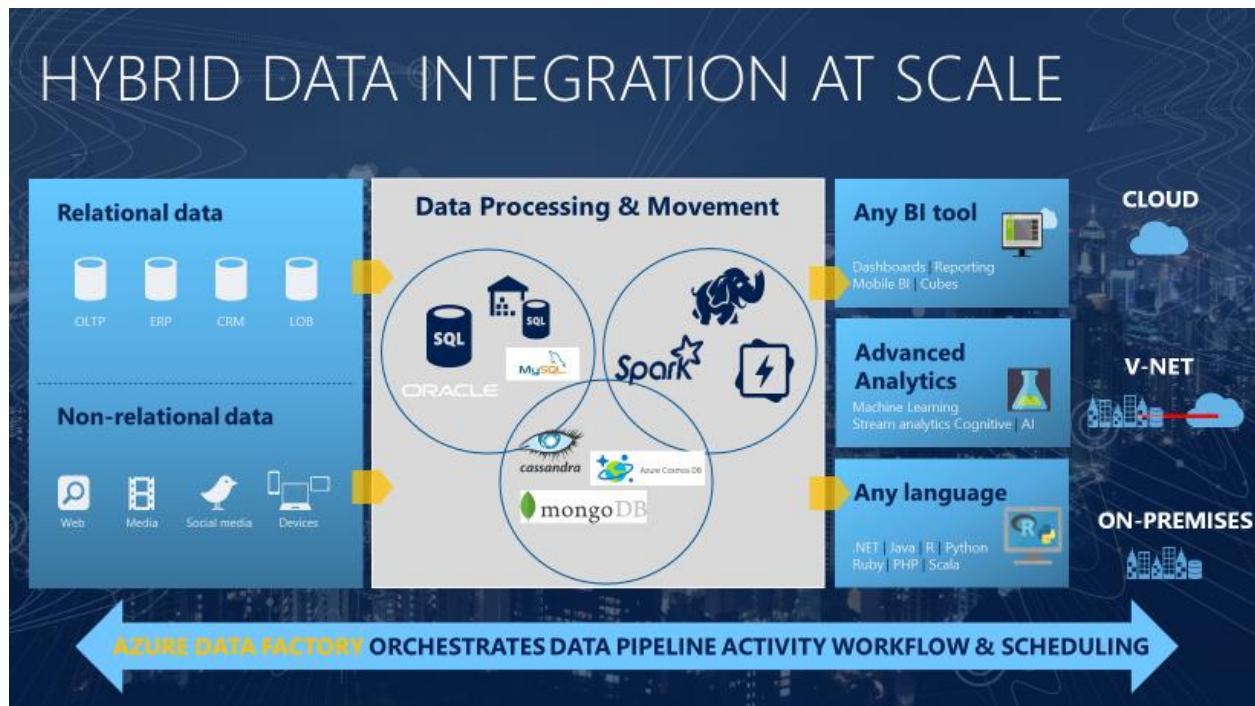 HYBRID DATA INTEGRATION AT SCALE
Relational data
OLTP
ERP
CRM
LOB
Non-relational data
Web
Media
Social media
Devices
Data Processing & Movement
SQL
SQL
MySQL
ORACLE
Spark
cassandra
Azure Cosmos DB
mongoDB
Any BI tool
Dashboards | Reporting
Mobile BI | Cubes
Advanced
Analytics
Machine Learning
Stream analytics Cognitive | AI
Any language
R
.NET | Java | R | Python
Ruby | PHP | Scala
CLOUD
V-NET
ON-PREMISES
AZURE DATA FACTORY ORCHESTRATES DATA PIPELINE ACTIVITY WORKFLOW & SCHEDULING